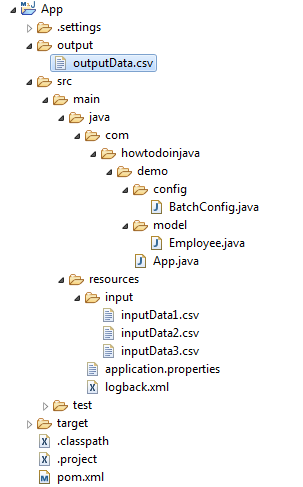 App
.settings
output
outputData.csv
src
main
java
com
howtodoinjava
demo
config
BatchConfig.java
model
Employee.java
App.java
resources
input
inputData1.csv
inputData2.csv
inputData3.csv
application.properties
logback.xml
test
target
.classpath
.project
pom.xml